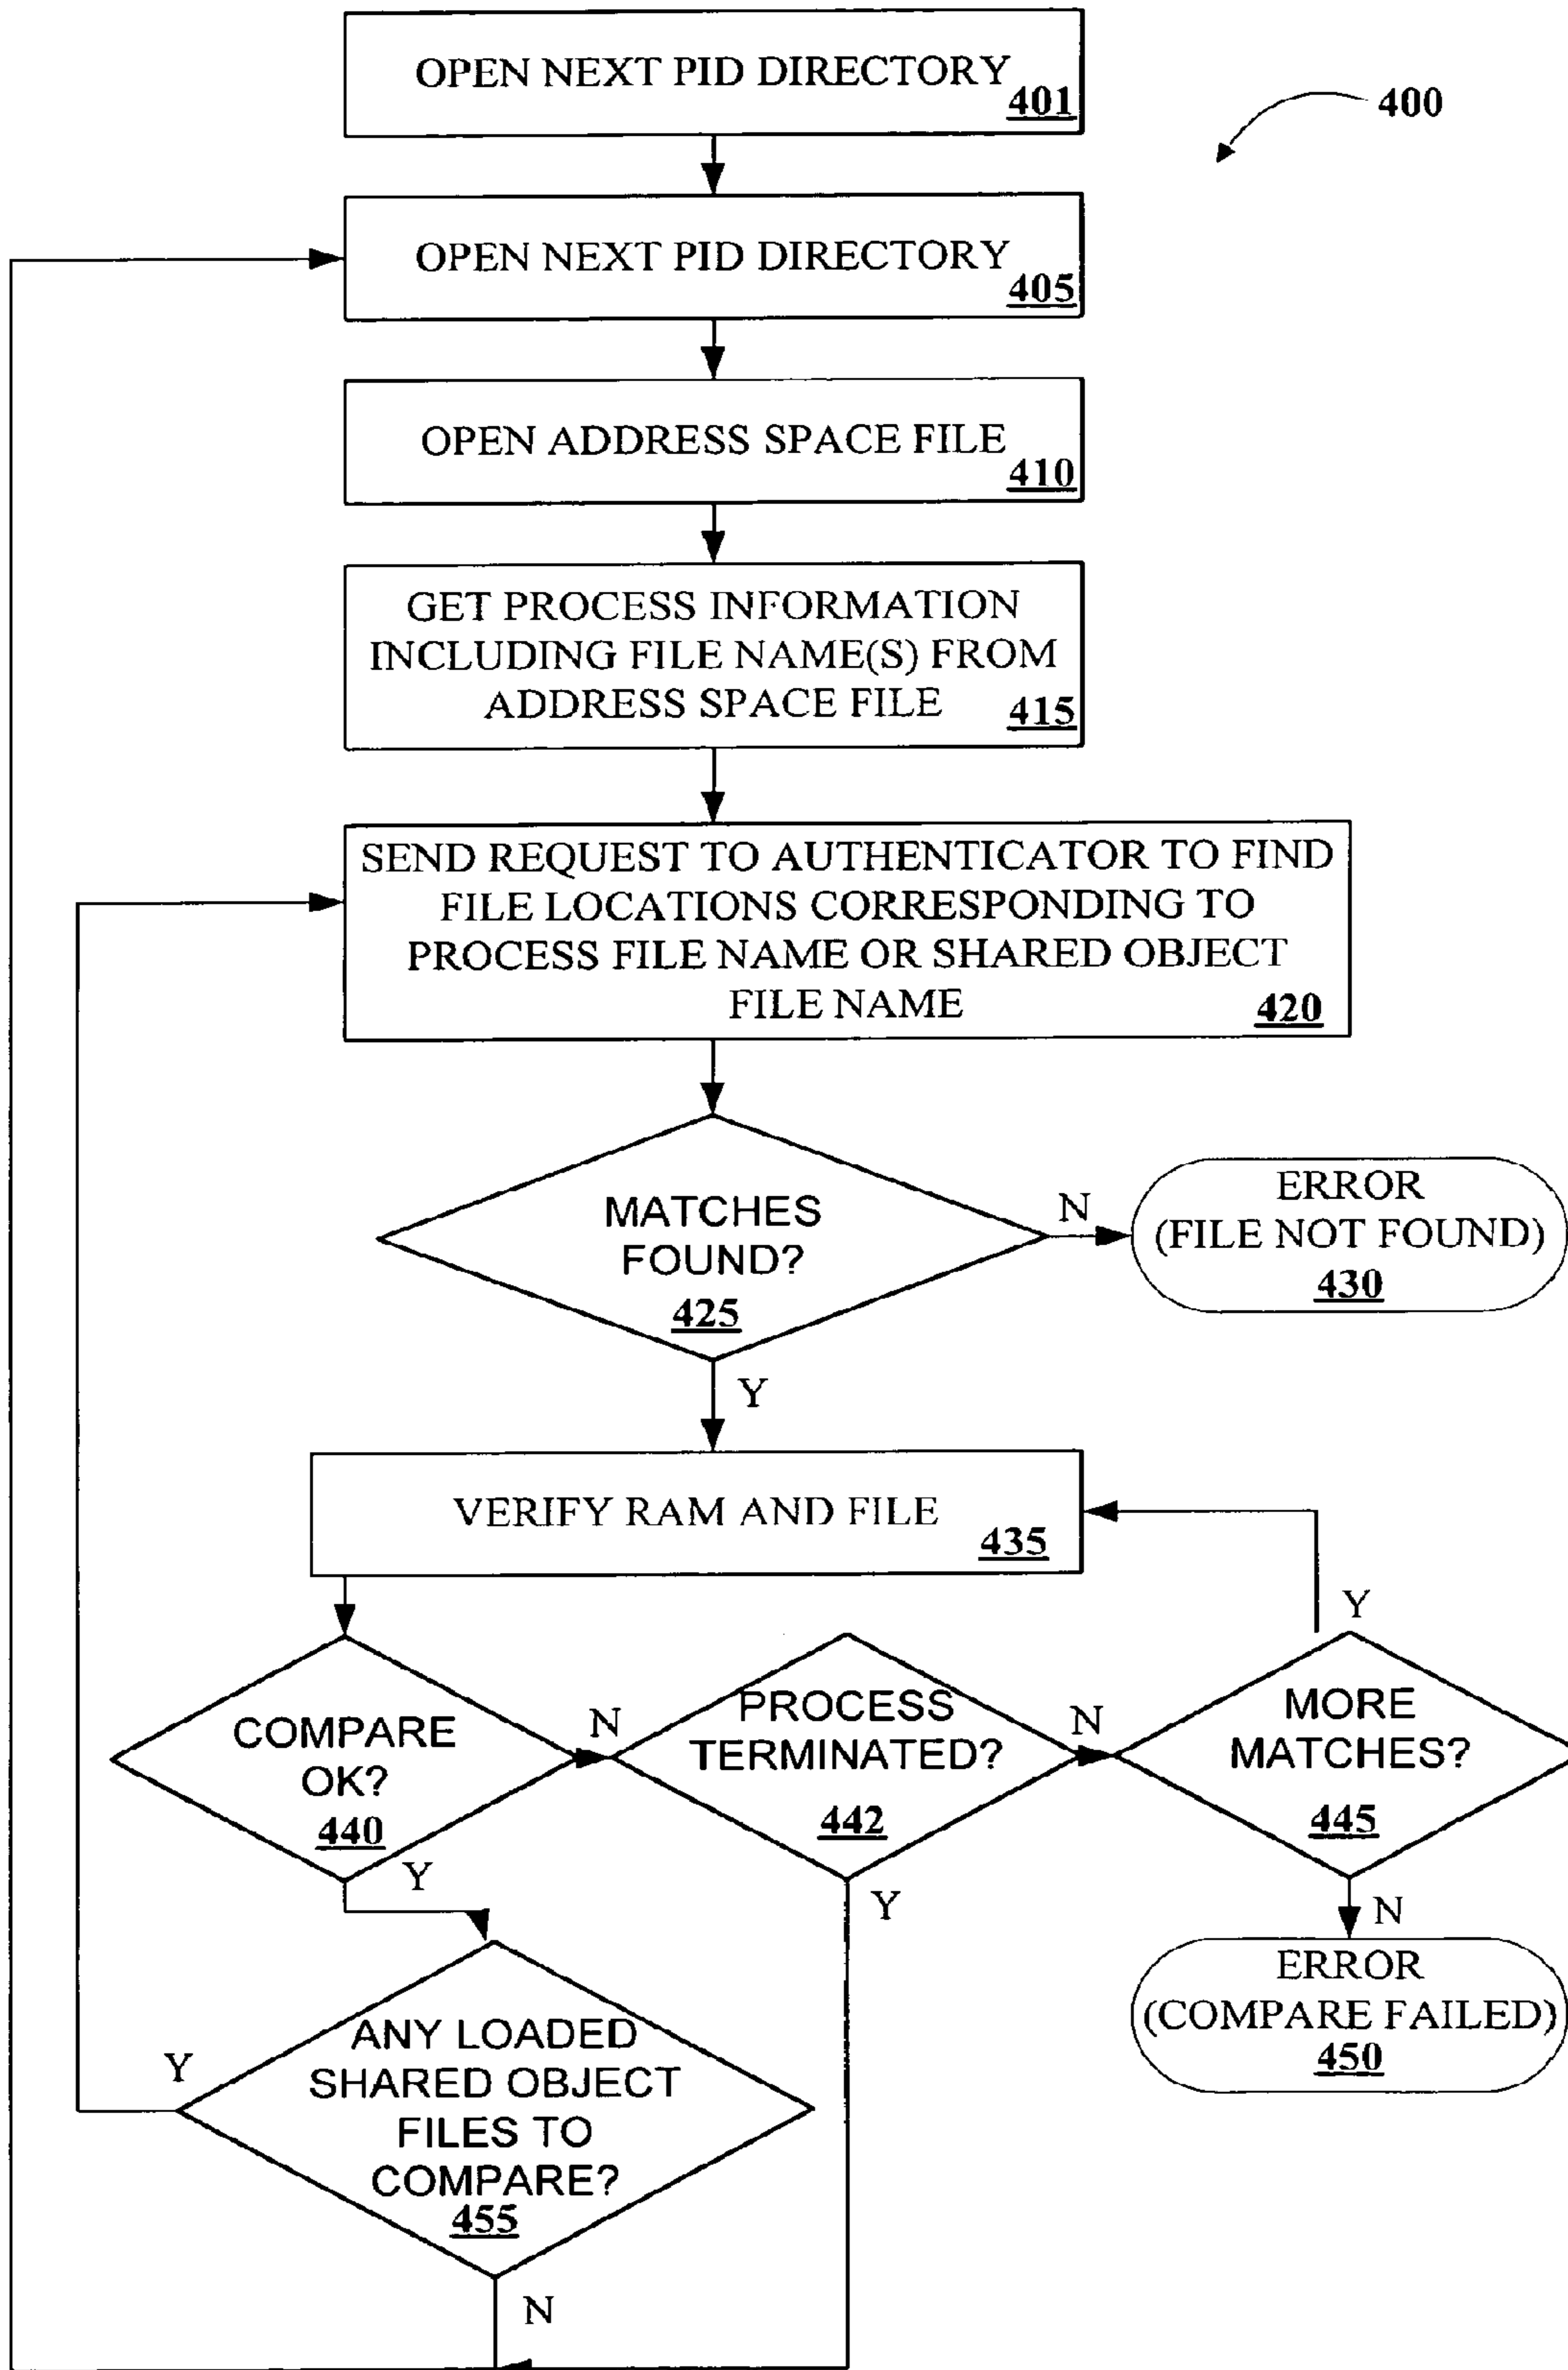 OPEN NEXT PID DIRECTORY
401
400
OPEN NEXT PID DIRECTORY
405
OPEN ADDRESS SPACE FILE
410
GET PROCESS INFORMATION
INCLUDING FILE NAME(S) FROM
ADDRESS SPACE FILE
415
SEND REQUEST TO AUTHENTICATOR TO FIND
FILE LOCATIONS CORRESPONDING TO
PROCESS FILE NAME OR SHARED OBJECT
FILE NAME
420
MATCHES
FOUND?
425
N
ERROR
(FILE NOT FOUND)
430
Y
VERIFY RAM AND FILE
435
Y
COMPARE
OK?
440
N
PROCESS
TERMINATED?
442
N
MORE
MATCHES?
445
Y
Y
N
ERROR
(COMPARE FAILED)
450
ANY LOADED
SHARED OBJECT
FILES TO
COMPARE?
455
Y
N